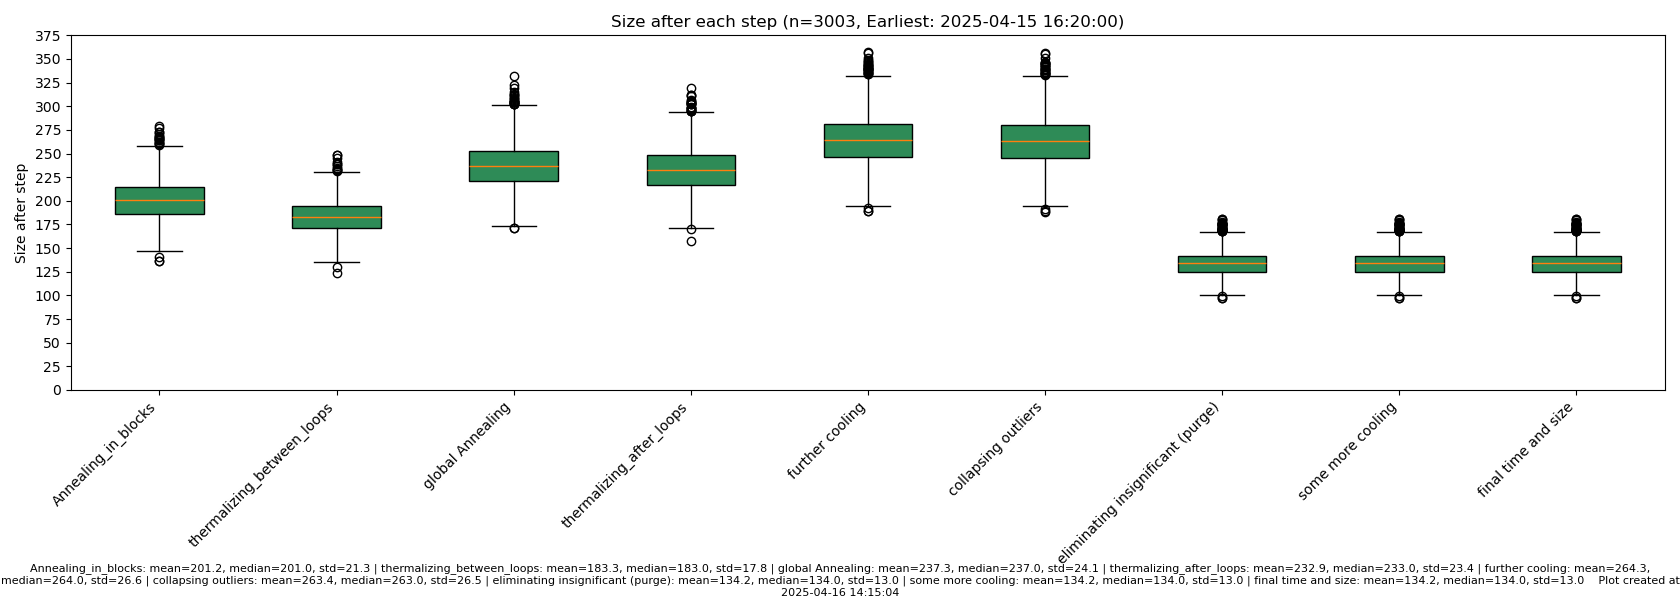 Size after each step (n=3003, Earliest: 2025-04-15 16:20:00)
Size after step
375
350
325
300
275
250
225
200
175
150
125
100
75
50
25
0
Annealing_in_blocks
thermalizing_between_loops
global Annealing
thermalizing_after_loops
further cooling
collapsing outliers
eliminating insignificant (purge)
some more cooling
final time and size
Annealing_in_blocks: mean=201.2, median=201.0, std=21.3 | thermalizing_between_loops: mean=183.3, median=183.0, std=17.8 | global Annealing: mean=237.3, median=237.0, std=24.1 | thermalizing_after_loops: mean=232.9, median=233.0, std=23.4 | further cooling: mean=264.3,
median=264.0, std=26.6 | collapsing outliers: mean=263.4, median=263.0, std=26.5 | eliminating insignificant (purge): mean=134.2, median=134.0, std=13.0 | some more cooling: mean=134.2, median=134.0, std=13.0 | final time and size: mean=134.2, median=134.0, std=13.0 Plot created at
2025-04-16 14:15:04